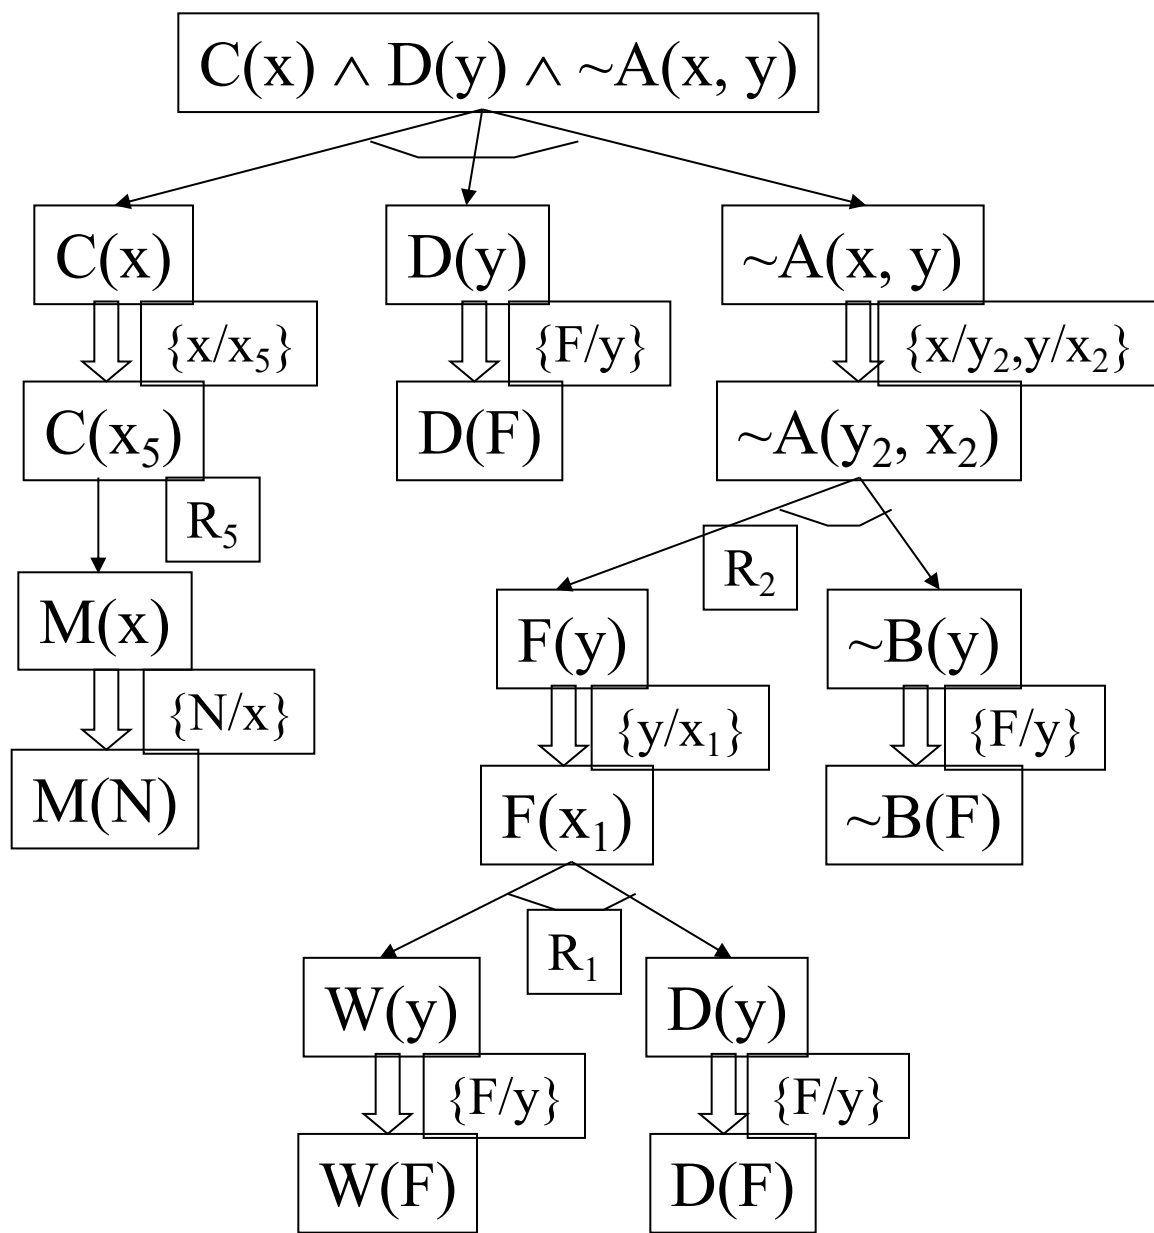 C(x) ∧ D(y) ∧ ~A(x, y)
C(x)
D(y)
~A(x, y)
{x/x₅}
{F/y}
{x/y₂,y/x₂}
C(x₅)
D(F)
~A(y₂, x₂)
R₅
R₂
M(x)
F(y)
~B(y)
{N/x}
{y/x₁}
{F/y}
M(N)
F(x₁)
~B(F)
R₁
W(y)
D(y)
{F/y}
{F/y}
W(F)
D(F)